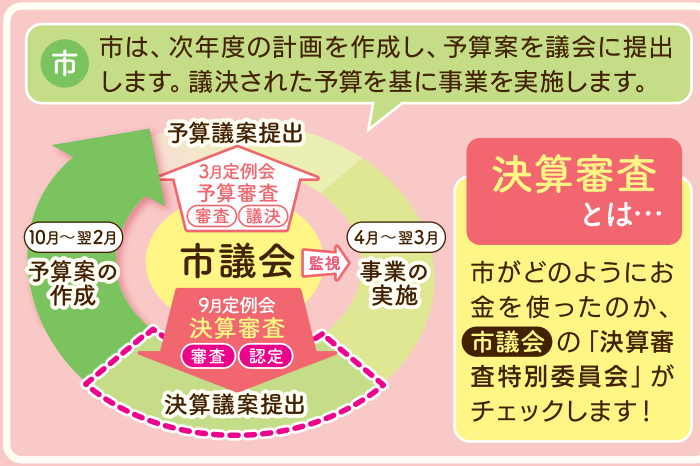 市
市は、次年度の計画を作成し、予算案を議会に提出
します。議決された予算を基に事業を実施します。
予算議案提出
3月定例会
予算審査
審査 議決
10月～翌2月
予算案の
作成
市議会
監視
4月～翌3月
事業の
実施
9月定例会
決算審査
審査 認定
決算議案提出
決算審査
とは…
市がどのようにお
金を使ったのか、
市議会の「決算審
査特別委員会」が
チェックします！